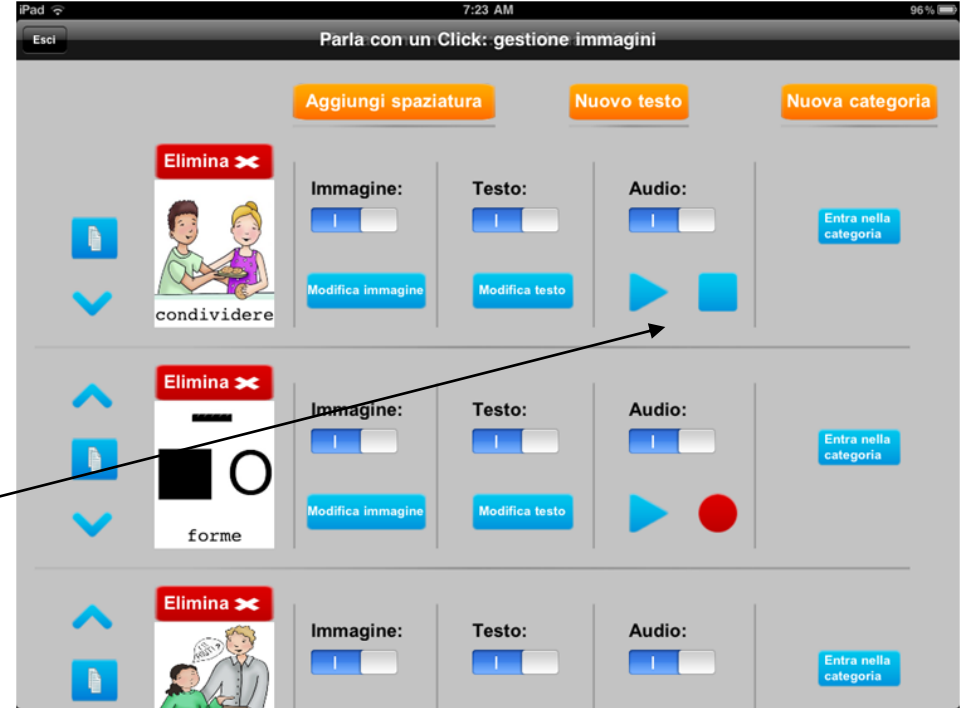 iPad 7:23 AM 96%
Esci Parla con un Click: gestione immagini
Aggiungi spaziatura Nuovo testo Nuova categoria
Elimina
Immagine: Testo: Audio:
Entra nella
categoria
Modifica immagine Modifica testo
condividere
Elimina
Immagine: Testo: Audio:
Entra nella
categoria
Modifica immagine Modifica testo
forme
Elimina
Immagine: Testo: Audio:
Entra nella
categoria